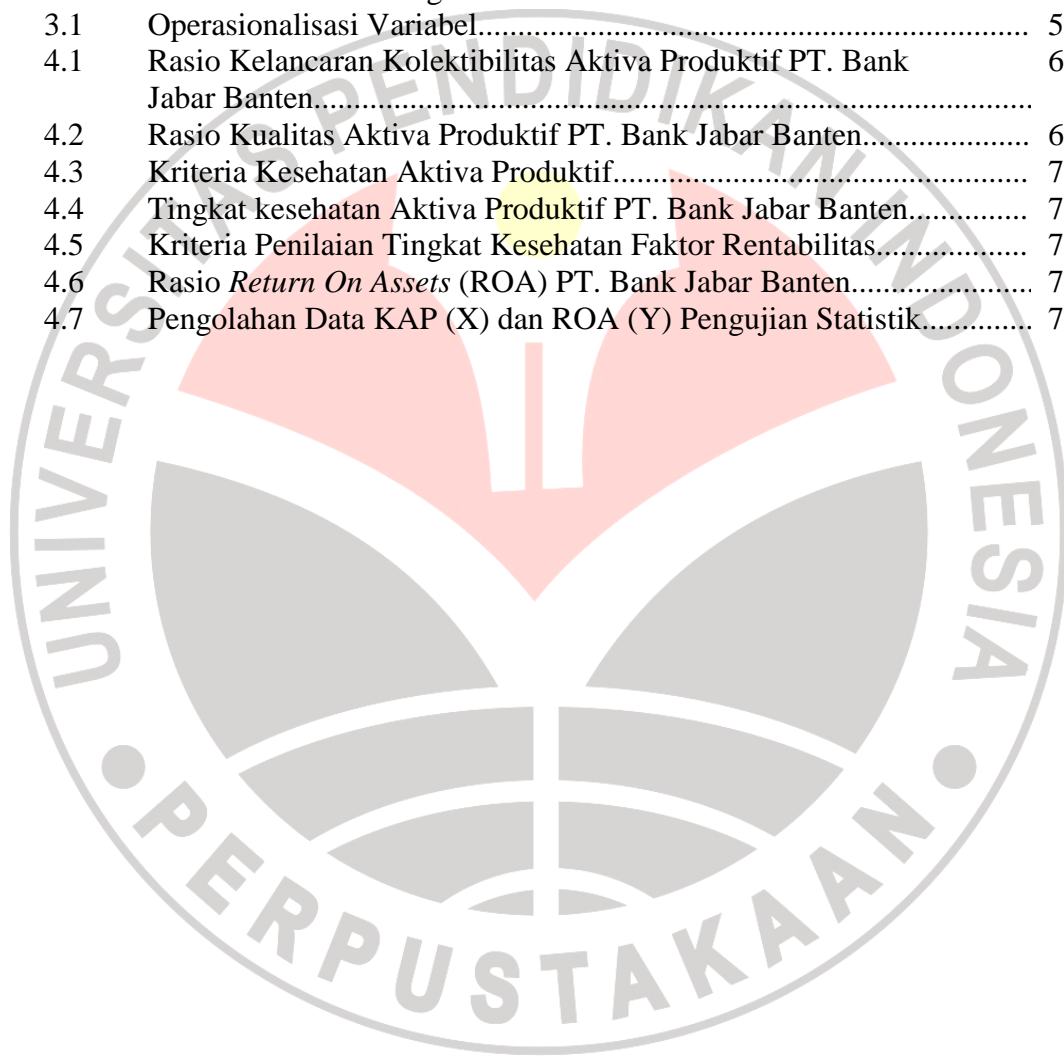 3.1 Operasionalisasi Variabel.......................................................................... 5
4.1 Rasio Kelancaran Kolektibilitas Aktiva Produktif PT. Bank 6
Jabar Banten................................................................................................
4.2 Rasio Kualitas Aktiva Produktif PT. Bank Jabar Banten...................... 6
4.3 Kriteria Kesehatan Aktiva Produktif....................................................... 7
4.4 Tingkat kesehatan Aktiva Produktif PT. Bank Jabar Banten................ 7
4.5 Kriteria Penilaian Tingkat Kesehatan Faktor Rentabilitas.................... 7
4.6 Rasio Return On Assets (ROA) PT. Bank Jabar Banten........................ 7
4.7 Pengolahan Data KAP (X) dan ROA (Y) Pengujian Statistik.............. 7
UNIVERSITAS PENDIDIKAN INDONESIA
PERPUSTAKAAN